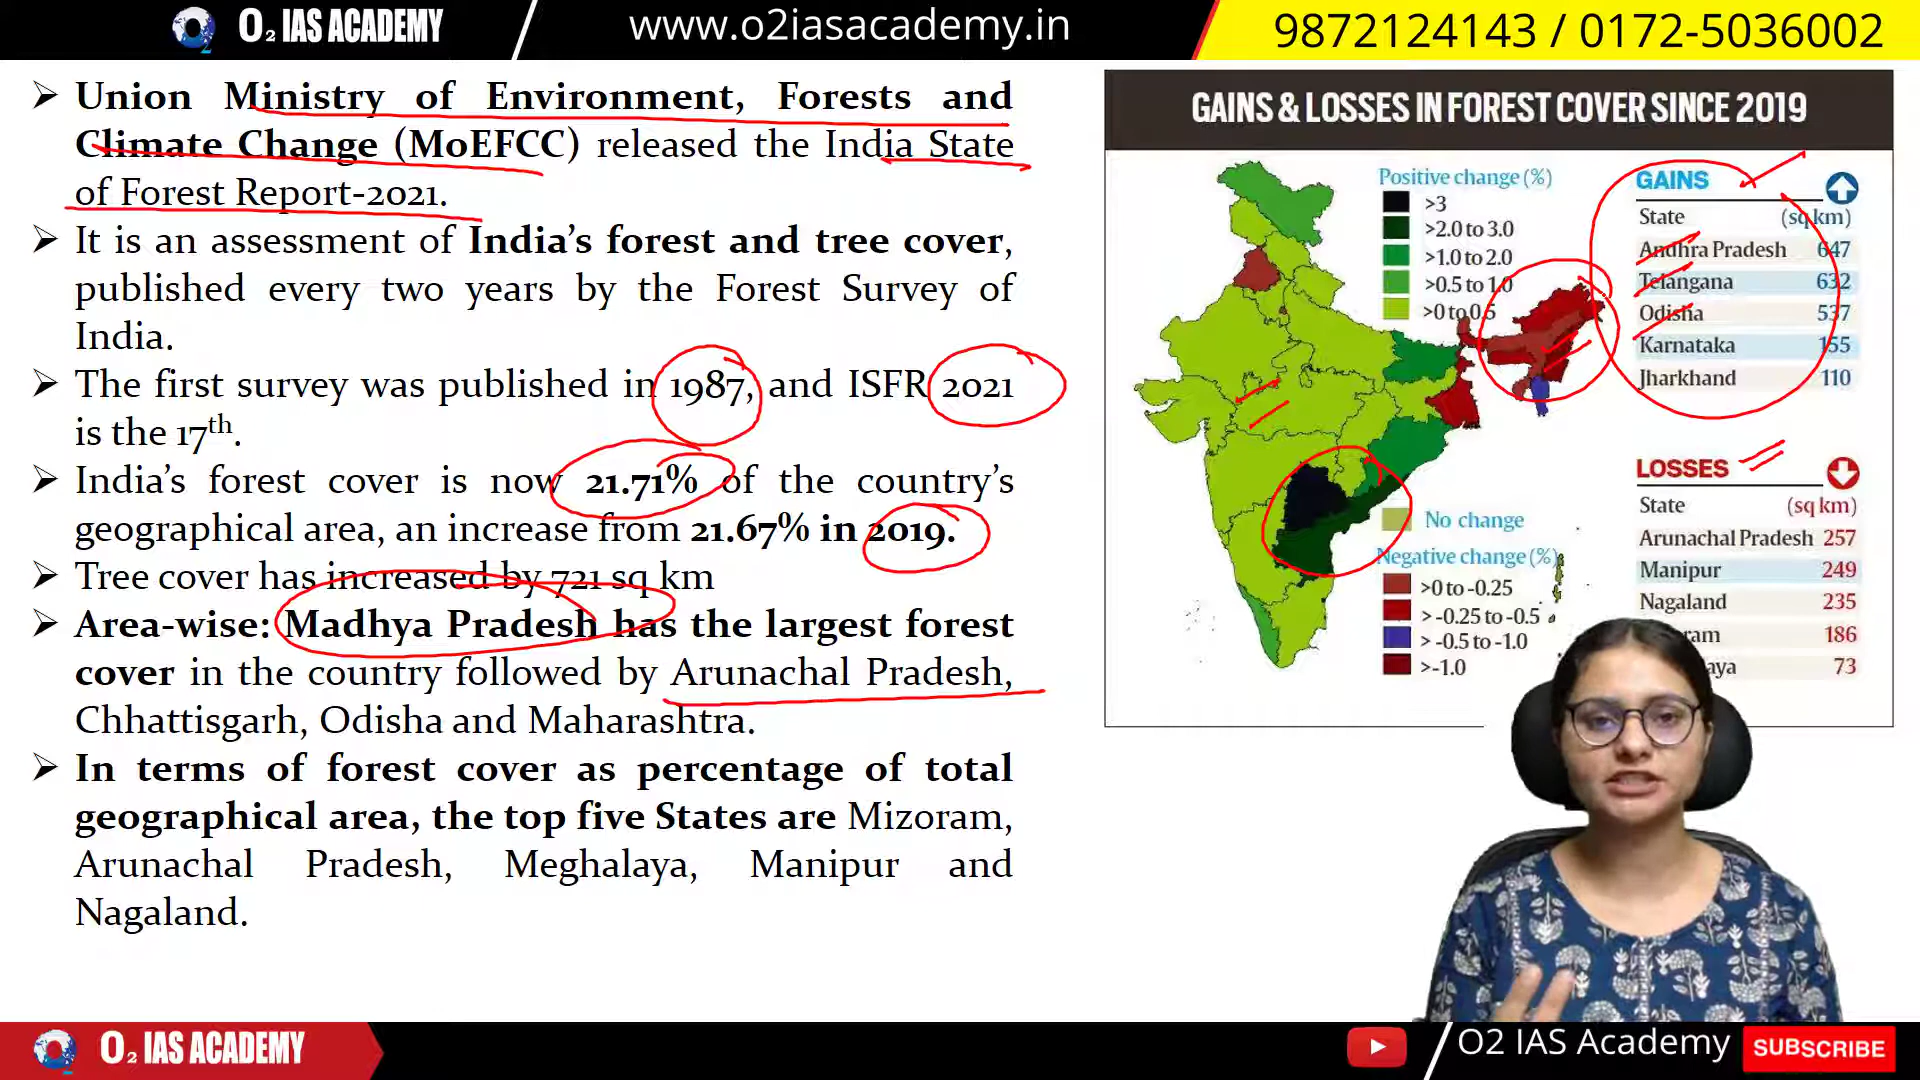 O₂ IAS ACADEMY
www.o2iasacademy.in
9872124143 / 0172-5036002
➢ Union Ministry of Environment, Forests and
Climate Change (MoEFCC) released the India State
of Forest Report-2021.
➢ It is an assessment of India's forest and tree cover,
published every two years by the Forest Survey of
India.
➢ The first survey was published in 1987, and ISFR 2021
is the 17th.
➢ India's forest cover is now 21.71% of the country's
geographical area, an increase from 21.67% in 2019.
➢ Tree cover has increased by 721 sq km
➢ Area-wise: Madhya Pradesh has the largest forest
cover in the country followed by Arunachal Pradesh,
Chhattisgarh, Odisha and Maharashtra.
➢ In terms of forest cover as percentage of total
geographical area, the top five States are Mizoram,
Arunachal Pradesh, Meghalaya, Manipur and
Nagaland.
GAINS & LOSSES IN FOREST COVER SINCE 2019
Positive change (%)
>3
>2.0 to 3.0
>1.0 to 2.0
>0.5 to 1.0
>0 to 0.5
No change
Negative change (%)
>0 to -0.25
> -0.25 to -0.5
> -0.5 to -1.0
>-1.0
GAINS
State (sq km)
Andhra Pradesh 647
Telangana 632
Odisha 537
Karnataka 155
Jharkhand 110
LOSSES
State (sq km)
Arunachal Pradesh 257
Manipur 249
Nagaland 235
ram 186
aya 73
O₂ IAS ACADEMY
O2 IAS Academy
SUBSCRIBE